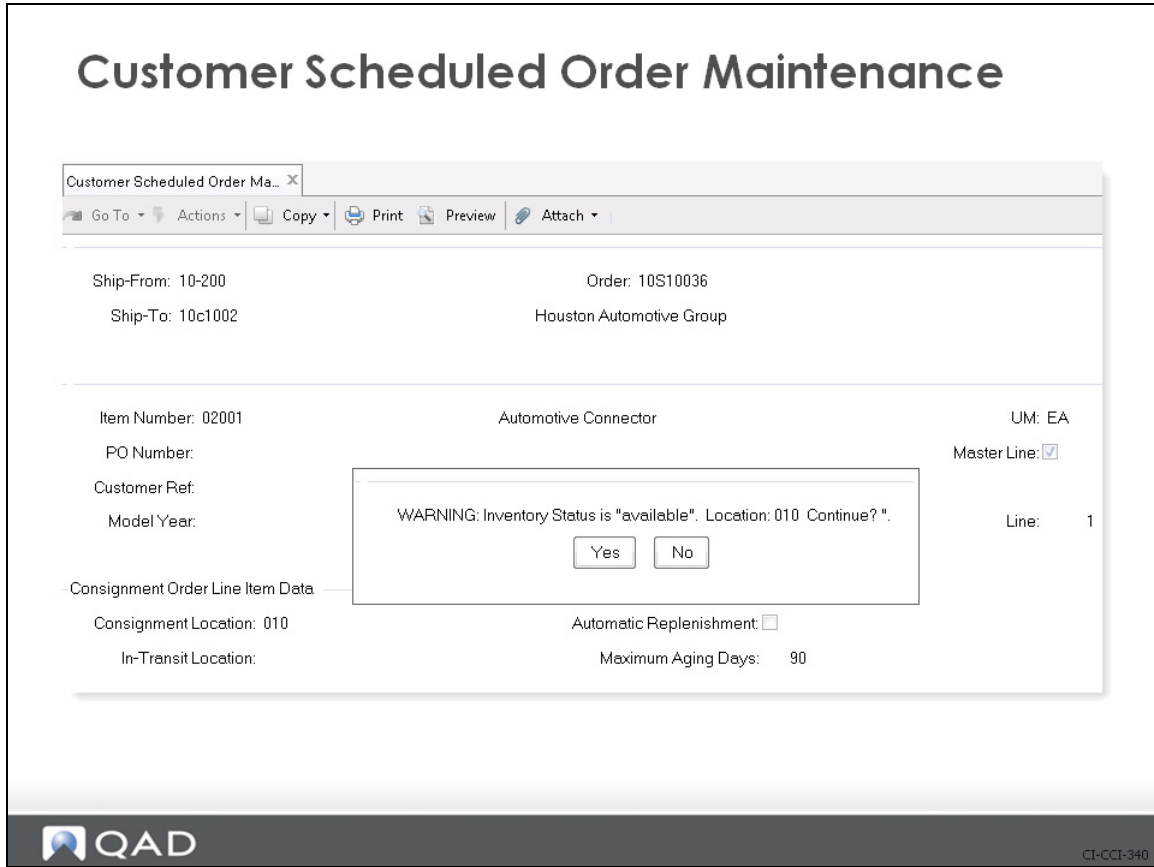 Customer Scheduled Order Maintenance
Customer Scheduled Order Ma... X
Go To Actions Copy Print Preview Attach
Ship-From: 10-200 Order: 10S10036
Ship-To: 10c1002 Houston Automotive Group
Item Number: 02001 Automotive Connector UM: EA
PO Number: Master Line:
Customer Ref:
Model Year: Line: 1
WARNING: Inventory Status is "available". Location: 010 Continue? ".
Yes No
Consignment Order Line Item Data
Consignment Location: 010 Automatic Replenishment:
In-Transit Location: Maximum Aging Days: 90
QAD
CI-CCI-340